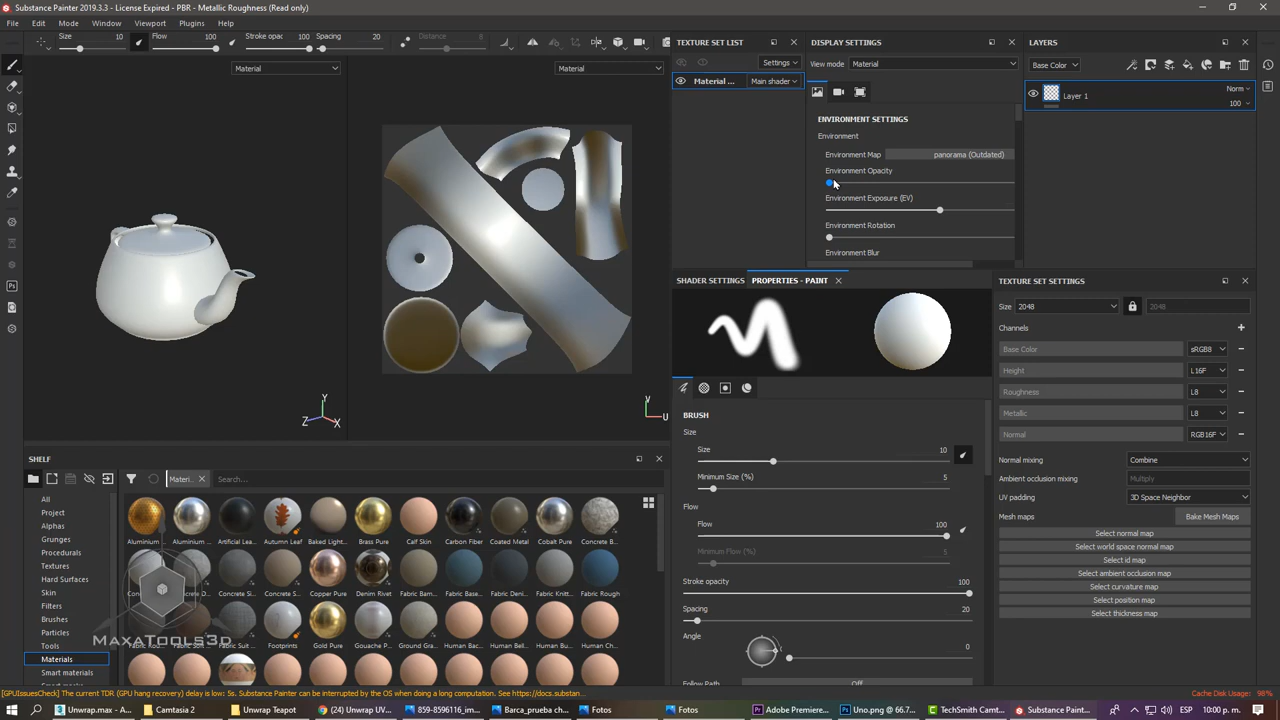 Substance Painter 2019.3.3 - License Expired - PBR - Metallic Roughness (Read only)
File Edit Mode Window Viewport Plugins Help
Size 10 Flow 100 Stroke opac 100 Spacing 20 Distance 8
Material
Material
TEXTURE SET LIST
Settings
Material ... Main shader
DISPLAY SETTINGS
View mode Material
ENVIRONMENT SETTINGS
Environment
Environment Map panorama (Outdated)
Environment Opacity
Environment Exposure (EV)
Environment Rotation
Environment Blur
LAYERS
Base Color
Layer 1 Norm
100
Y
Z X
V
U
SHADER SETTINGS PROPERTIES - PAINT
BRUSH
Size
Size 10
Minimum Size (%) 5
Flow
Flow 100
Minimum Flow (%) 5
Stroke opacity 100
Spacing 20
Angle
0
Follow Path Off
TEXTURE SET SETTINGS
Size 2048 2048
Channels
Base Color sRGB8
Height L16F
Roughness L8
Metallic L8
Normal RGB16F
Normal mixing Combine
Ambient occlusion mixing Multiply
UV padding 3D Space Neighbor
Mesh maps Bake Mesh Maps
Select normal map
Select world space normal map
Select id map
Select ambient occlusion map
Select curvature map
Select position map
Select thickness map
SHELF
Materi... Search...
All
Project
Alphas
Grunges
Procedurals
Textures
Hard Surfaces
Skin
Filters
Brushes
Particles
Tools
Materials
Smart materials
Aluminium ... Aluminium ... Artificial Lea... Autumn Leaf Baked Light... Brass Pure Calf Skin Carbon Fiber Coated Metal Cobalt Pure Concrete B...
Concrete S... Copper Pure Denim Rivet Fabric Bam... Fabric Base... Fabric Deni... Fabric Knitt... Fabric Rough
Fabric Suit ... Footprints Gold Pure Gouache P... Ground Gra... Human Bac... Human Bell... Human Bu... Human Ch...
MAXATOOLS3D
[GPUIssuesCheck] The current TDR (GPU hang recovery) delay is low: 5s. Substance Painter can be interrupted by the OS when doing a long computation. See https://docs.substan...
Cache Disk Usage: 98%
Unwrap.max - A... Camtasia 2 Unwrap Teapot (24) Unwrap UV... 859-8596116_im... Barca_prueba ch... Fotos Fotos Adobe Premiere... Uno.png @ 66.7... TechSmith Camt... Substance Painte... ESP 10:00 p. m.